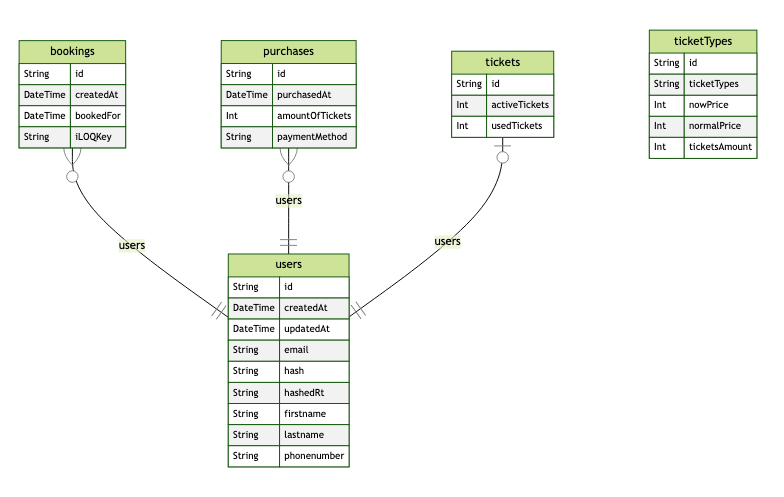 bookings
String id
DateTime createdAt
DateTime bookedFor
String iLOQKey
purchases
String id
DateTime purchasedAt
Int amountOfTickets
String paymentMethod
tickets
String id
Int activeTickets
Int usedTickets
ticketTypes
String id
String ticketTypes
Int nowPrice
Int normalPrice
Int ticketsAmount
users
users
users
users
String id
DateTime createdAt
DateTime updatedAt
String email
String hash
String hashedRt
String firstname
String lastname
String phonenumber